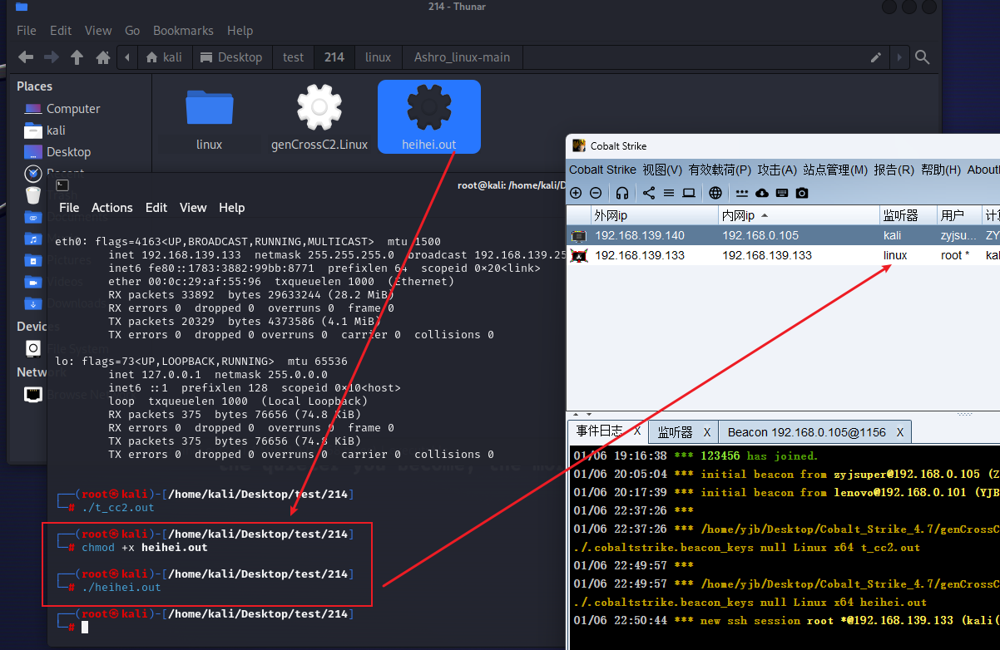 214 - Thunar
File Edit View Go Bookmarks Help
kali Desktop test 214 linux Ashro_linux-main
Places
Computer
kali
Desktop
Recent
Documents
Pictures
Videos
Downloads
Devices
File System
Network
Browse
linux genCrossC2.Linux heihei.out
root@kali: /home/kali/D
File Actions Edit View Help
eth0: flags=4163<UP,BROADCAST,RUNNING,MULTICAST> mtu 1500
inet 192.168.139.133 netmask 255.255.255.0 broadcast 192.168.139.25
inet6 fe80::1783:3882:99bb:8771 prefixlen 64 scopeid 0×20<link>
ether 00:0c:29:af:55:96 txqueuelen 1000 (Ethernet)
RX packets 33892 bytes 29633244 (28.2 MiB)
RX errors 0 dropped 0 overruns 0 frame 0
TX packets 20329 bytes 4373586 (4.1 MiB)
TX errors 0 dropped 0 overruns 0 carrier 0 collisions 0
lo: flags=73<UP,LOOPBACK,RUNNING> mtu 65536
inet 127.0.0.1 netmask 255.0.0.0
inet6 ::1 prefixlen 128 scopeid 0×10<host>
loop txqueuelen 1000 (Local Loopback)
RX packets 375 bytes 76656 (74.8 KiB)
RX errors 0 dropped 0 overruns 0 frame 0
TX packets 375 bytes 76656 (74.8 KiB)
TX errors 0 dropped 0 overruns 0 carrier 0 collisions 0
the quieter you become, the mo
┌──(root㉿kali)-[/home/kali/Desktop/test/214]
└─# ./t_cc2.out
┌──(root㉿kali)-[/home/kali/Desktop/test/214]
└─# chmod +x heihei.out
┌──(root㉿kali)-[/home/kali/Desktop/test/214]
└─# ./heihei.out
┌──(root㉿kali)-[/home/kali/Desktop/test/214]
└─#
Cobalt Strike
Cobalt Strike 视图(V) 有效载荷(P) 攻击(A) 站点管理(M) 报告(R) 帮助(H) About
外网ip 内网ip 监听器 用户 计
192.168.139.140 192.168.0.105 kali zyjsu... ZY
192.168.139.133 192.168.139.133 linux root * kal
事件日志 X 监听器 X Beacon 192.168.0.105@1156 X
01/06 19:16:38 *** 123456 has joined.
01/06 20:05:04 *** initial beacon from zyjsuper@192.168.0.105 (Z
01/06 20:17:39 *** initial beacon from lenovo@192.168.0.101 (YJB
01/06 22:37:26 ***
01/06 22:37:26 *** /home/yjb/Desktop/Cobalt_Strike_4.7/genCrossC
./.cobaltstrike.beacon_keys null Linux x64 t_cc2.out
01/06 22:49:57 ***
01/06 22:49:57 *** /home/yjb/Desktop/Cobalt_Strike_4.7/genCrossC
./.cobaltstrike.beacon_keys null Linux x64 heihei.out
01/06 22:50:44 *** new ssh session root *@192.168.139.133 (kali(